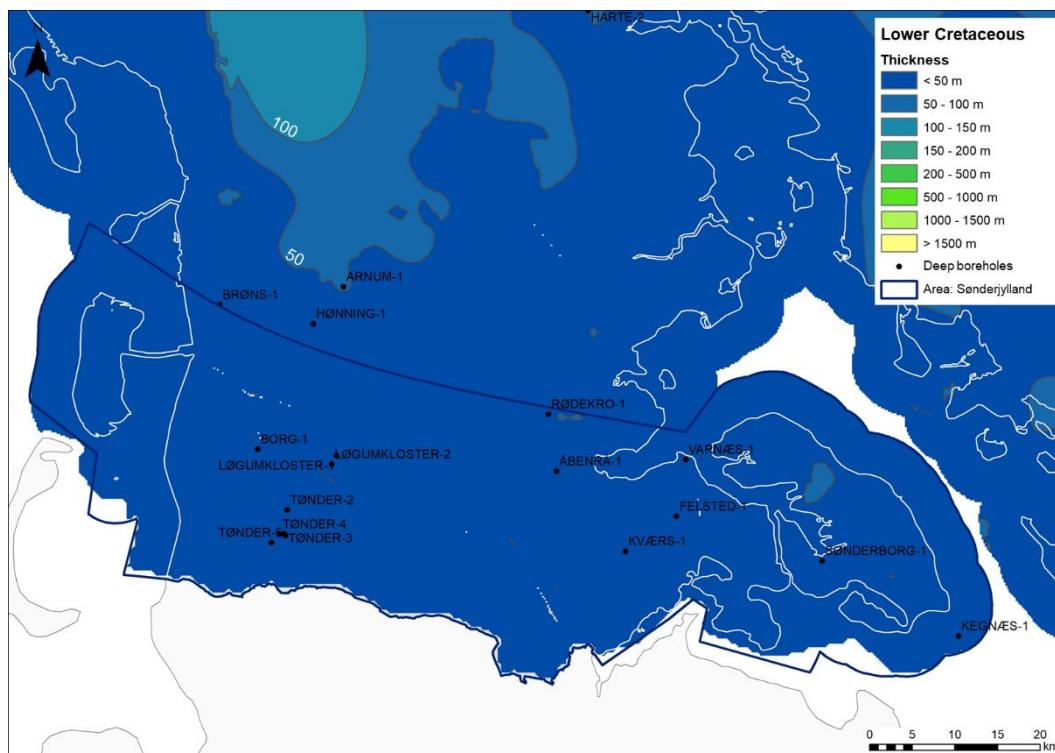 N
HARTE-2
100
50
ARNUM-1
BRØNS-1
HØNNING-1
RØDEKRO-1
BORG-1
LØGUMKLOSTER-2
LØGUMKLOSTER-1
ÅBENRÅ-1
VARNÆS-1
TØNDER-2
FELSTED-1
TØNDER-4
TØNDER-5
TØNDER-3
KVÆRS-1
SØNDERBORG-1
KEGNÆS-1
Lower Cretaceous
Thickness
< 50 m
50 - 100 m
100 - 150 m
150 - 200 m
200 - 500 m
500 - 1000 m
1000 - 1500 m
> 1500 m
Deep boreholes
Area: Sønderjylland
0 5 10 15 20
km